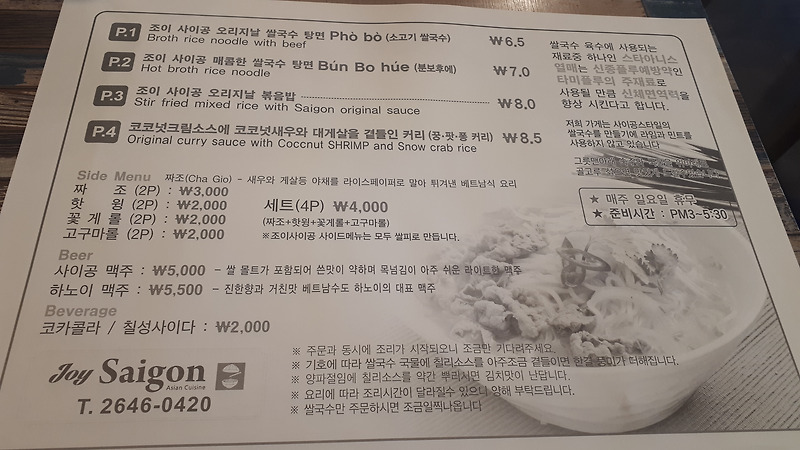 P.1 조이 사이공 오리지날 쌀국수 탕면 Phò bò (소고기 쌀국수) ₩6.5
Broth rice noodle with beef
P.2 조이 사이공 매콤한 쌀국수 탕면 Bún Bo húe (분보후에) ₩7.0
Hot broth rice noodle
P.3 조이 사이공 오리지날 볶음밥 ₩8.0
Stir fried mixed rice with Saigon original sauce
P.4 코코넛크림소스에 코코넛새우와 대게살을 곁들인 커리 (꿍·팟·퐁 커리) ₩8.5
Original curry sauce with Coccnut SHRIMP and Snow crab rice
쌀국수 육수에 사용되는
재료중 하나인 스타아니스
열매는 신종플루예방약인
타미플루의 주재료로
사용될 만큼 신체면역력을
향상 시킨다고 합니다.
저희 가게는 사이공스타일의
쌀국수를 만들기에 라임과 민트를
사용하지 않고 있습니다
★ 매주 일요일 휴무
★ 준비시간 : PM3~5:30
Side Menu 짜조(Cha Gio) - 새우와 게살등 야채를 라이스페이퍼로 말아 튀겨낸 베트남식 요리
짜 조 (2P) : ₩3,000
핫 윙 (2P) : ₩2,000
꽃 게 롤 (2P) : ₩2,000
고구마롤 (2P) : ₩2,000
세트(4P) ₩4,000
(짜조+핫윙+꽃게롤+고구마롤)
※조이사이공 사이드메뉴는 모두 쌀피로 만듭니다.
Beer
사이공 맥주 : ₩5,000 - 쌀 몰트가 포함되어 쓴맛이 약하며 목넘김이 아주 쉬운 라이트한 맥주
하노이 맥주 : ₩5,500 - 진한향과 거친맛 베트남수도 하노이의 대표 맥주
Beverage
코카콜라 / 칠성사이다 : ₩2,000
Joy Saigon
Asian Cuisine
T. 2646-0420
※ 주문과 동시에 조리가 시작되오니 조금만 기다려주세요.
※ 기호에 따라 쌀국수 국물에 칠리소스를 아주조금 곁들이면 한결 풍미가 더해집니다.
※ 양파절임에 칠리소스를 약간 뿌리시면 김치맛이 난답니다.
※ 요리에 따라 조리시간이 달라질수 있으니 양해 부탁드립니다.
※ 쌀국수만 주문하시면 조금일찍나옵니다